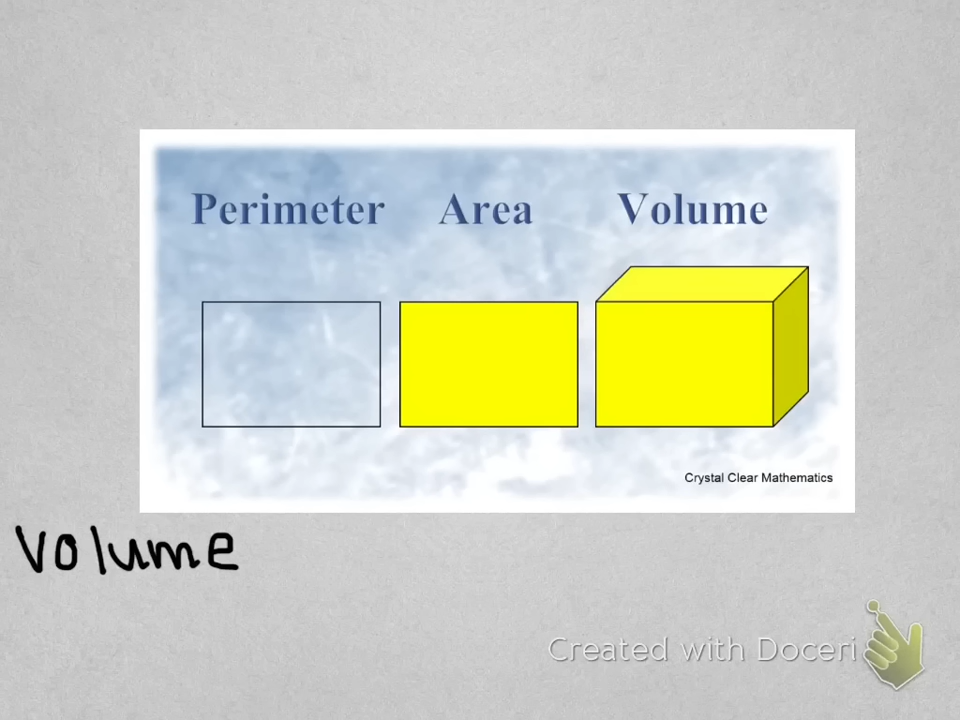 Perimeter Area Volume
Crystal Clear Mathematics
Volume
Created with Doceri